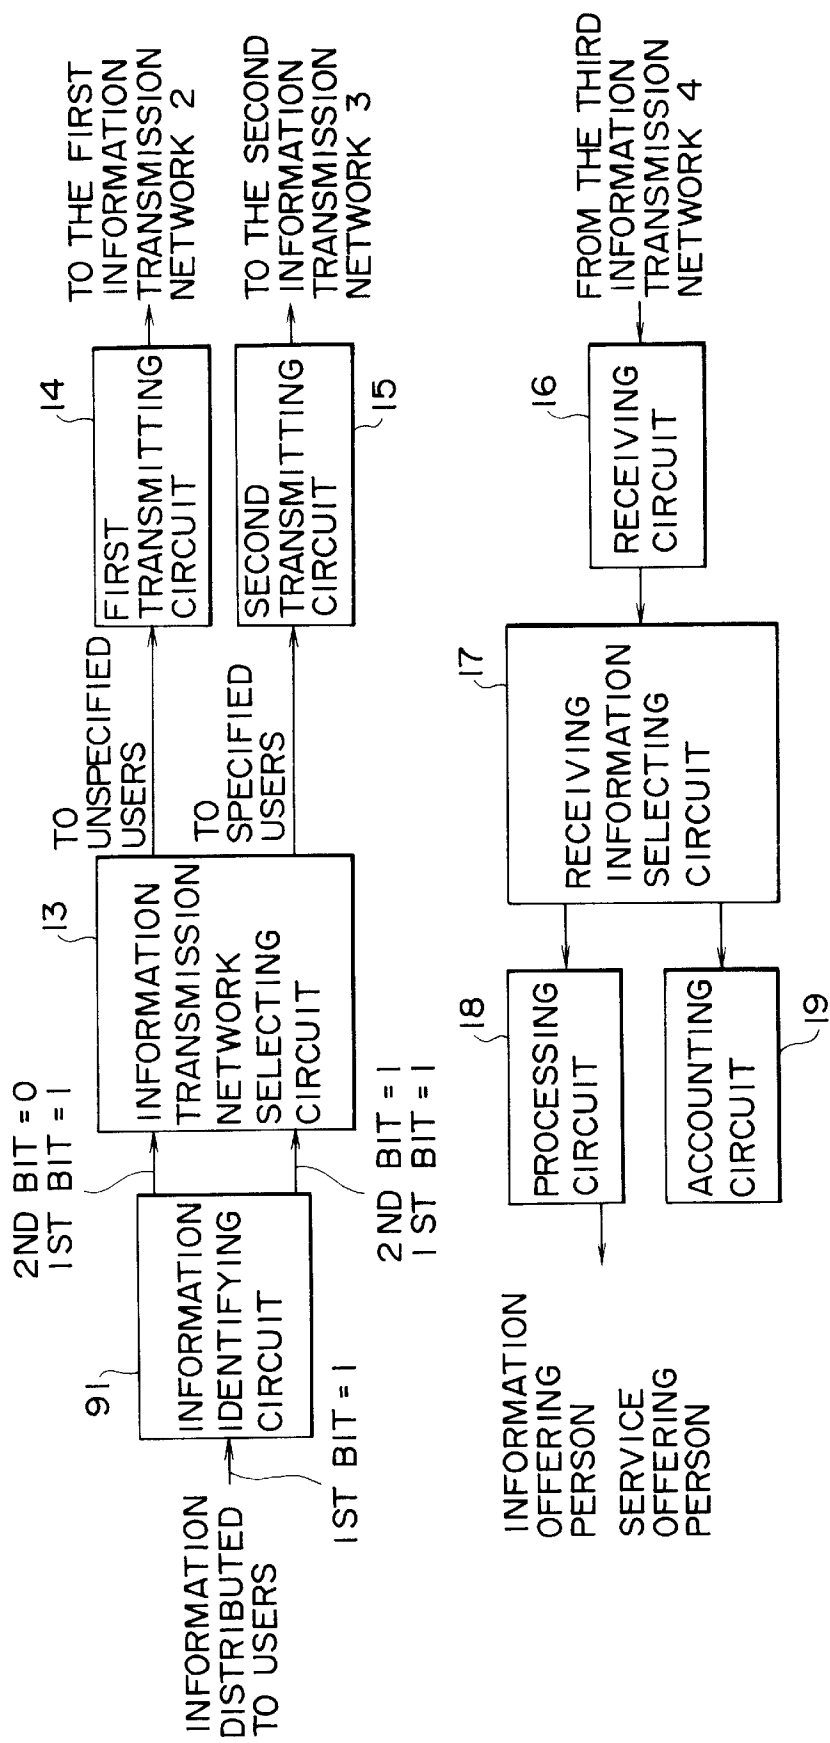 INFORMATION
DISTRIBUTED
TO USERS
1ST BIT = 1
91
INFORMATION
IDENTIFYING
CIRCUIT
2ND BIT = 0
1ST BIT = 1
2ND BIT = 1
1ST BIT = 1
13
INFORMATION
TRANSMISSION
NETWORK
SELECTING
CIRCUIT
TO
UNSPECIFIED
USERS
TO
SPECIFIED
USERS
14
FIRST
TRANSMITTING
CIRCUIT
SECOND
TRANSMITTING
CIRCUIT
15
TO THE FIRST
INFORMATION
TRANSMISSION
NETWORK 2
TO THE SECOND
INFORMATION
TRANSMISSION
NETWORK 3
INFORMATION
OFFERING
PERSON
SERVICE
OFFERING
PERSON
18
PROCESSING
CIRCUIT
ACCOUNTING
CIRCUIT
19
17
RECEIVING
INFORMATION
SELECTING
CIRCUIT
16
RECEIVING
CIRCUIT
FROM THE THIRD
INFORMATION
TRANSMISSION
NETWORK 4